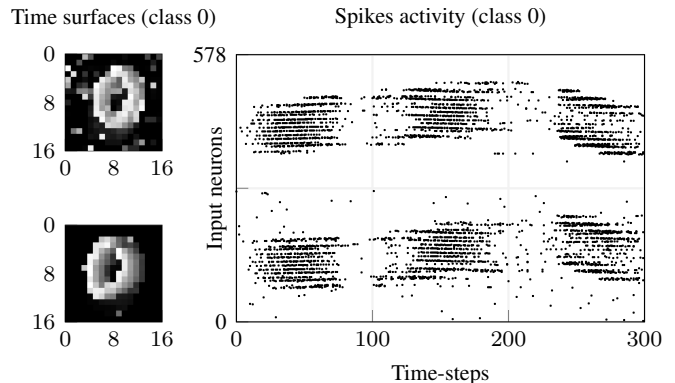 Time surfaces (class 0)
Spikes activity (class 0)
0
8
16
0 8 16
0
8
16
0 8 16
578
Input neurons
0
0 100 200 300
Time-steps